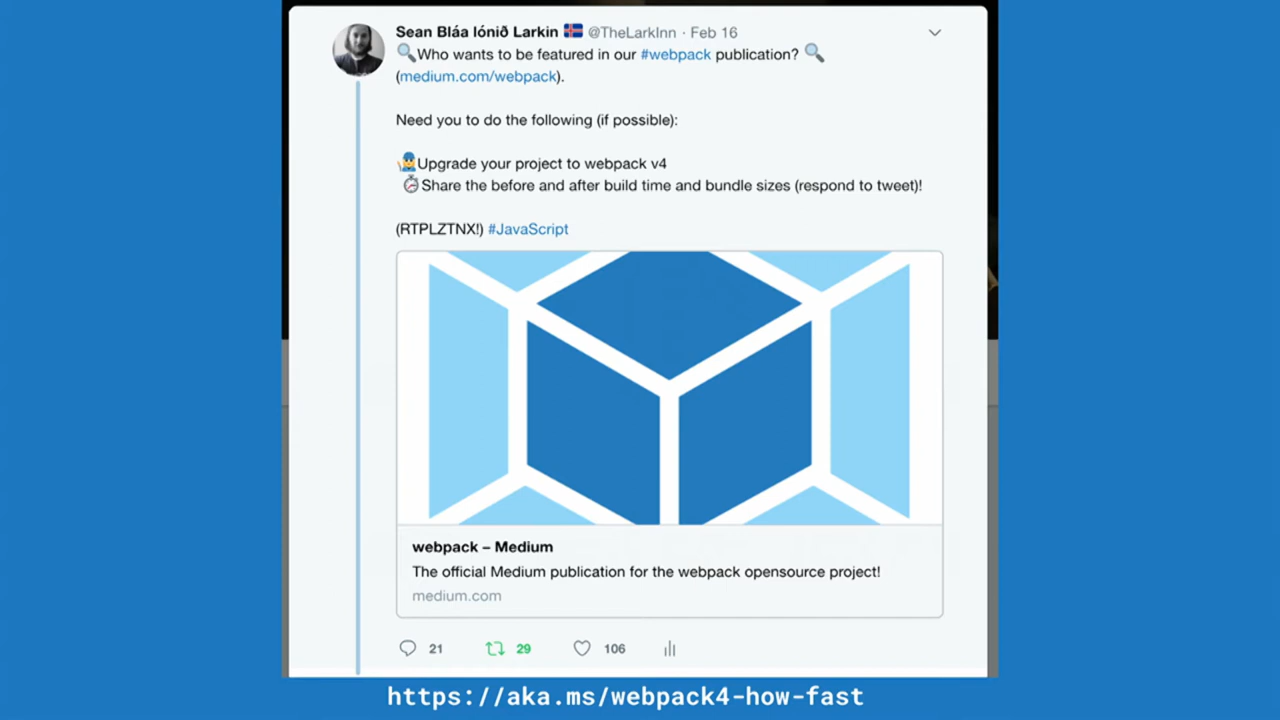 Sean Bláa lónið Larkin 🇮🇸 @TheLarkInn · Feb 16
🔍Who wants to be featured in our #webpack publication? 🔍
(medium.com/webpack).
Need you to do the following (if possible):
Upgrade your project to webpack v4
⏱Share the before and after build time and bundle sizes (respond to tweet)!
(RTPLZTNX!) #JavaScript
webpack – Medium
The official Medium publication for the webpack opensource project!
medium.com
21 29 106
https://aka.ms/webpack4-how-fast